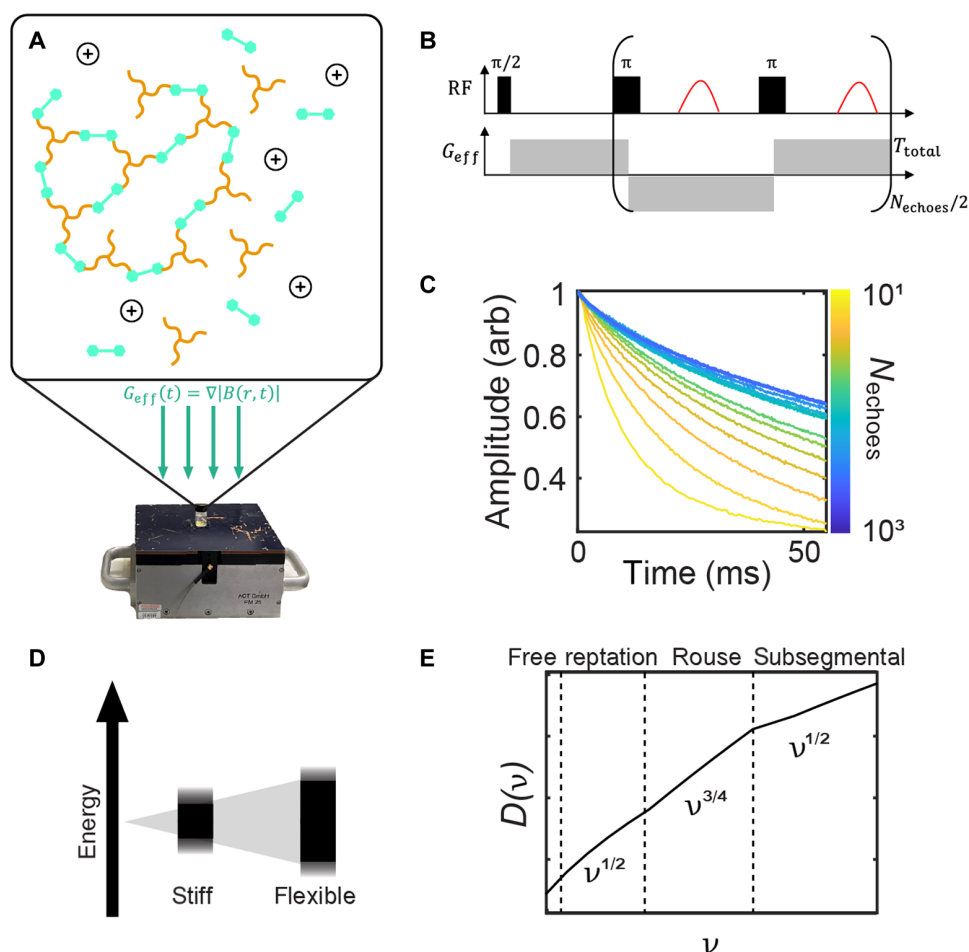 A
+
+
+
+
+
G_eff(t) = ∇|B(r, t)|
ACT GmbH
PM 25
B
π/2
π
π
RF
G_eff
T_total
N_echoes/2
C
Amplitude (arb)
1
0.8
0.6
0.4
0
50
Time (ms)
10¹
N_echoes
10³
D
Energy
Stiff
Flexible
E
Free reptation
Rouse
Subsegmental
D(ν)
ν^1/2
ν^3/4
ν^1/2
ν